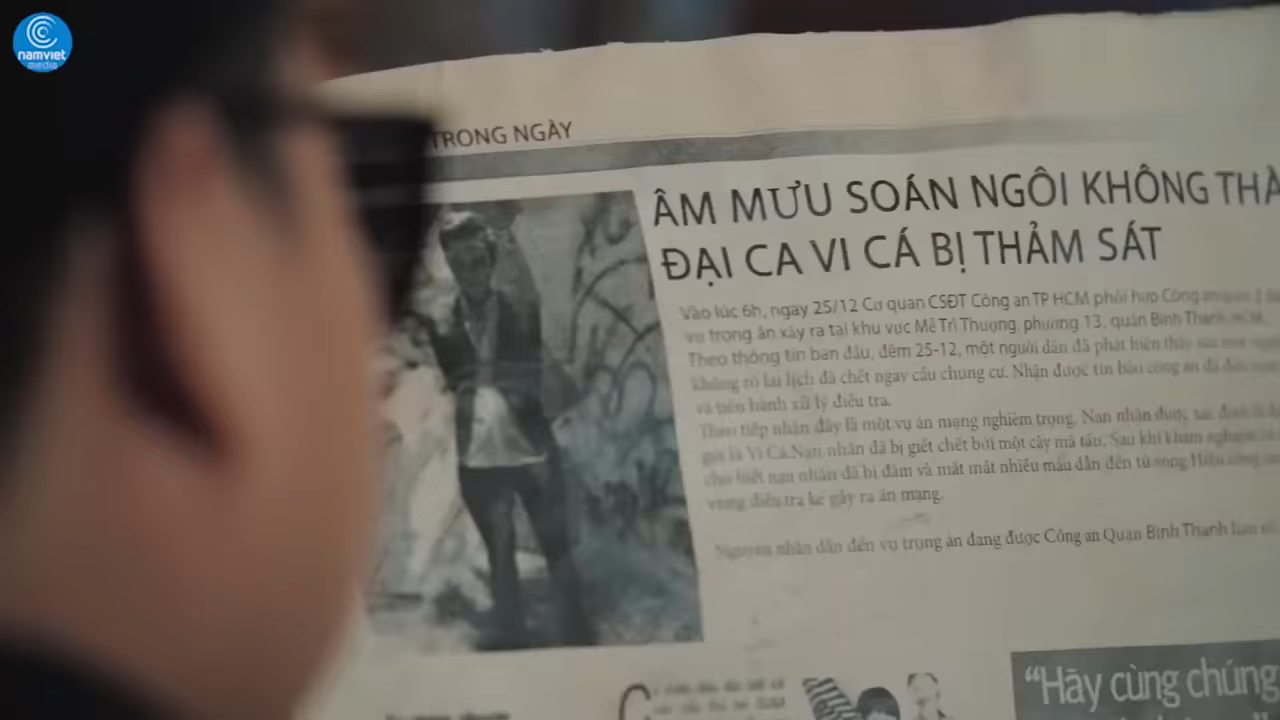 namviet
media
TRONG NGÀY
ÂM MƯU SOÁN NGÔI KHÔNG THÀ
ĐẠI CA VI CÁ BỊ THẢM SÁT
Vào lúc 6h, ngày 25/12 Cơ quan CSĐT Công an TP HCM phối hợp Công an
vụ trọng án xảy ra tại khu vực Mễ Trì Thượng, phường 13, quận Bình Thạnh
Theo thông tin ban đầu, đêm 25-12, một người dân đã phát hiện thấy
không rõ lai lịch đã chết ngay cầu chung cư. Nhận được tin báo công an đã
và tiến hành xử lý điều tra.
Theo tiếp nhận đây là một vụ án mạng nghiêm trọng. Nạn nhân được
gọi là Vi Cá.Nạn nhân đã bị giết chết bởi một cây mã tấu. Sau khi khám
cho biết nạn nhân đã bị đâm và mất mát nhiều máu dẫn đến tử vong
vung điều tra kẻ gây ra án mạng.
Nguyên nhân dẫn đến vụ trọng án đang được Công an Quận Bình Thạnh làm
“Hãy cùng chúng